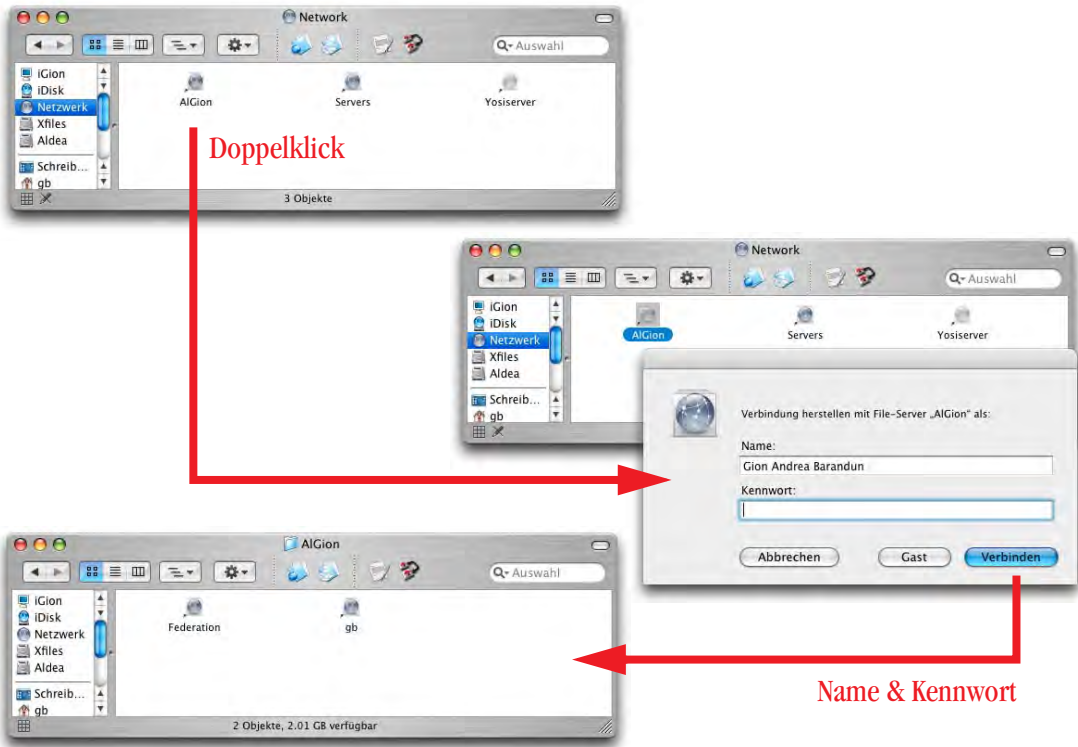 Network
Auswahl
iGion
iDisk
Netzwerk
Xfiles
Aldea
Schreib...
gb
AlGion
Servers
Yosiserver
3 Objekte
Doppelklick
Network
Auswahl
iGion
iDisk
Netzwerk
Xfiles
Aldea
Schreib...
gb
AlGion
Servers
Yosiserver
Verbindung herstellen mit File-Server „AlGion“ als:
Name:
Gion Andrea Barandun
Kennwort:
Abbrechen
Gast
Verbinden
Name & Kennwort
AlGion
Auswahl
iGion
iDisk
Netzwerk
Xfiles
Aldea
Schreib...
gb
Federation
gb
2 Objekte, 2.01 GB verfügbar